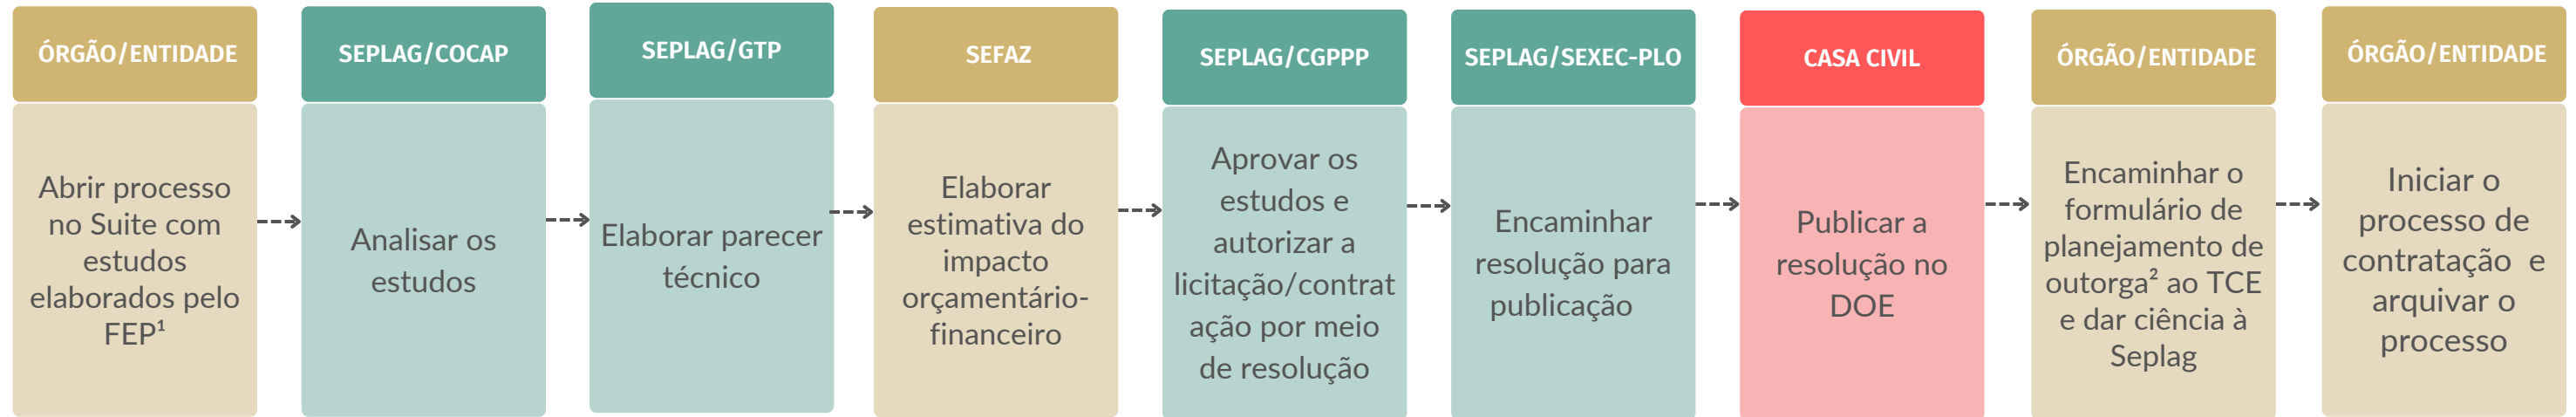 ÓRGÃO/ENTIDADE
Abrir processo
no Suite com
estudos
elaborados pelo
FEP¹
SEPLAG/COCAP
Analisar os
estudos
SEPLAG/GTP
Elaborar parecer
técnico
SEFAZ
Elaborar
estimativa do
impacto
orçamentário-
financeiro
SEPLAG/CGPPP
Aprovar os
estudos e
autorizar a
licitação/contrat
ação por meio
de resolução
SEPLAG/SEXEC-PLO
Encaminhar
resolução para
publicação
CASA CIVIL
Publicar a
resolução no
DOE
ÓRGÃO/ENTIDADE
Encaminhar o
formulário de
planejamento de
outorga² ao TCE
e dar ciência à
Seplag
ÓRGÃO/ENTIDADE
Iniciar o
processo de
contratação e
arquivar o
processo